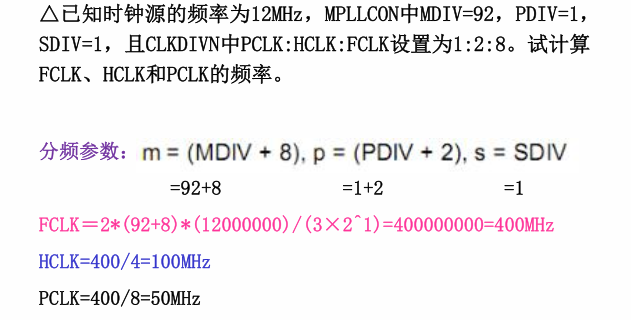 △已知时钟源的频率为12MHz，MPLLCON中MDIV=92，PDIV=1，
SDIV=1，且CLKDIVN中PCLK:HCLK:FCLK设置为1:2:8。试计算
FCLK、HCLK和PCLK的频率。
分频参数：m = (MDIV + 8), p = (PDIV + 2), s = SDIV
=92+8 =1+2 =1
FCLK＝2*(92+8)*(12000000)/(3×2^1)=400000000=400MHz
HCLK=400/4=100MHz
PCLK=400/8=50MHz